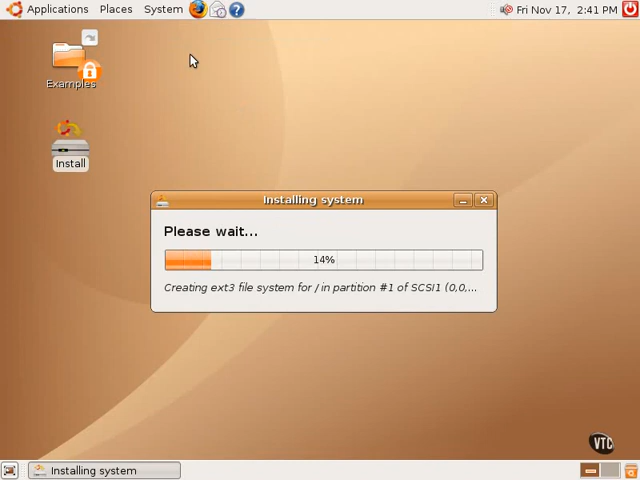 Applications Places System Fri Nov 17, 2:41 PM
Examples
Install
Installing system
Please wait...
14%
Creating ext3 file system for / in partition #1 of SCSI1 (0,0,...
VTC
Installing system